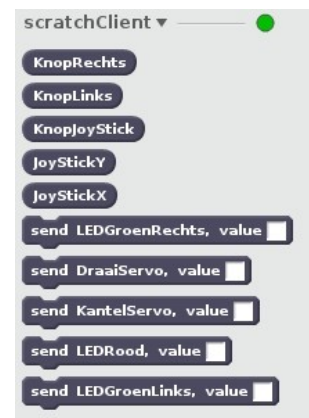 scratchClient
KnopRechts
KnopLinks
KnopJoyStick
JoyStickY
JoyStickX
send LEDGroenRechts, value
send DraaiServo, value
send KantelServo, value
send LEDRood, value
send LEDGroenLinks, value